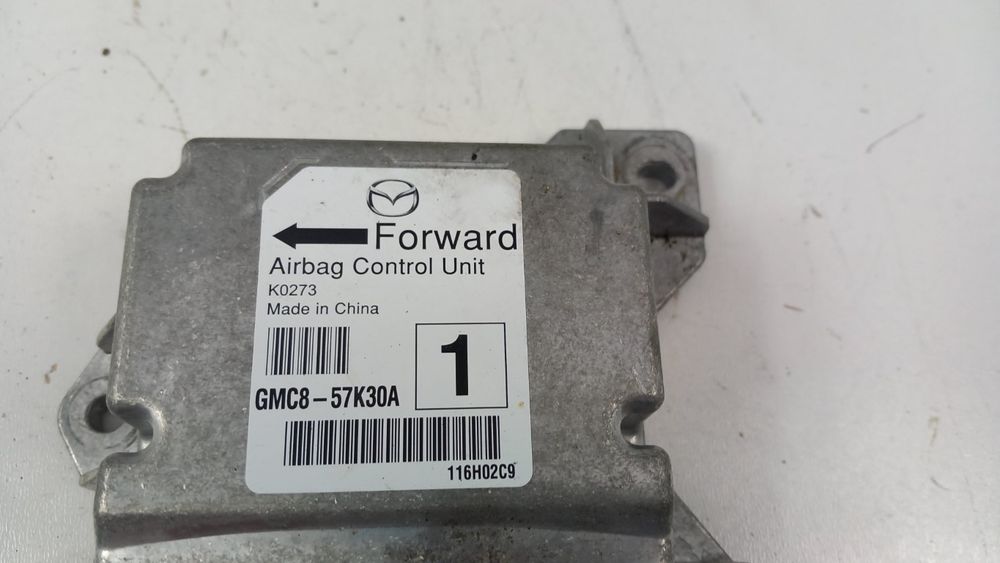 Forward
Airbag Control Unit
K0273
Made in China
1
GMC8-57K30A
116H02C9